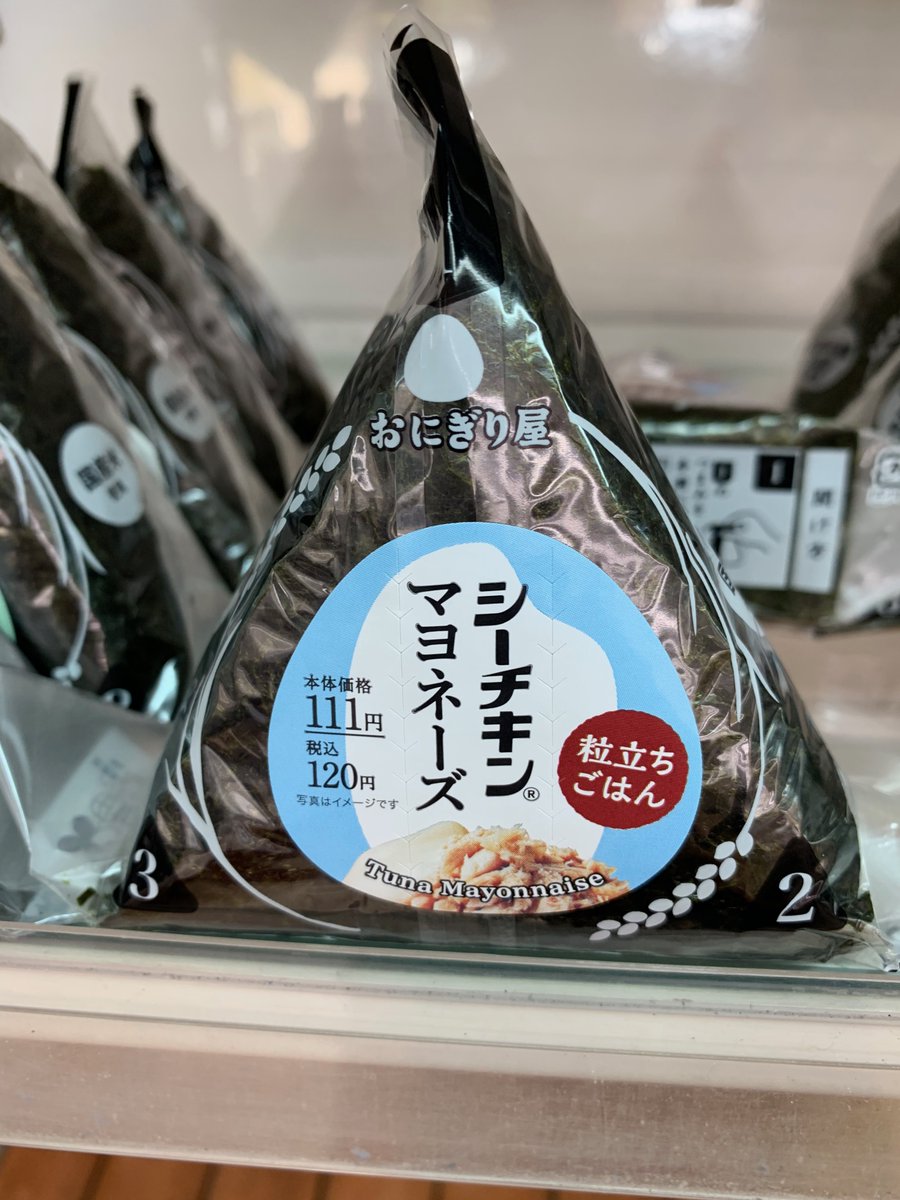 おにぎり屋
シーチキン®
マヨネーズ
本体価格
111円
税込
120円
写真はイメージです
粒立ち
ごはん
Tuna Mayonnaise
3
2